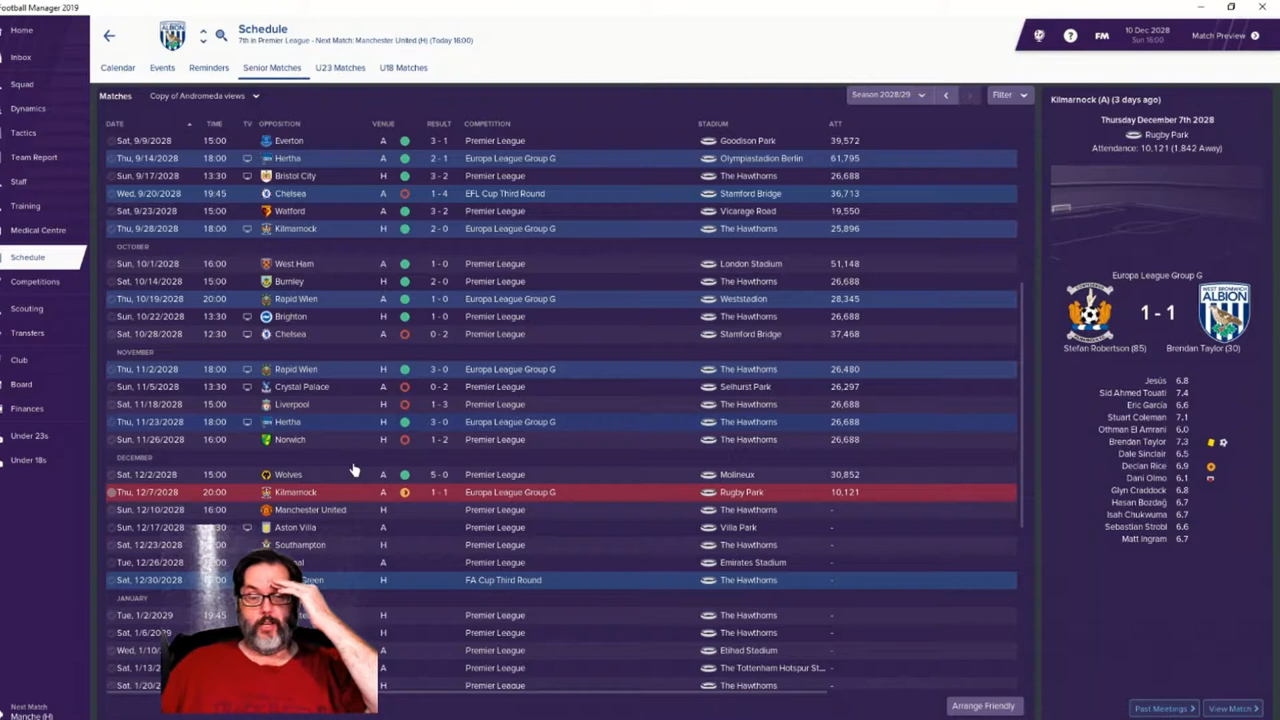 Football Manager 2019
Home
Inbox
Squad
Dynamics
Tactics
Team Report
Staff
Training
Medical Centre
Schedule
Competitions
Scouting
Transfers
Club
Board
Finances
Under 23s
Under 18s
Next Match
Manche (H)
Schedule
7th in Premier League - Next Match: Manchester United (H) (Today 16:00)
FM
10 Dec 2028
Sun 16:00
Match Preview
Calendar Events Reminders Senior Matches U23 Matches U18 Matches
Matches Copy of Andromeda views Season 2028/29 Filter
DATE TIME TV OPPOSITION VENUE RESULT COMPETITION STADIUM ATT
Sat, 9/9/2028 15:00 Everton A 3 - 1 Premier League Goodison Park 39,572
Thu, 9/14/2028 18:00 Hertha A 2 - 1 Europa League Group G Olympiastadion Berlin 61,795
Sun, 9/17/2028 13:30 Bristol City H 3 - 2 Premier League The Hawthorns 26,688
Wed, 9/20/2028 19:45 Chelsea A 1 - 4 EFL Cup Third Round Stamford Bridge 36,713
Sat, 9/23/2028 15:00 Watford A 3 - 2 Premier League Vicarage Road 19,550
Thu, 9/28/2028 18:00 Kilmarnock H 2 - 0 Europa League Group G The Hawthorns 25,896
OCTOBER
Sun, 10/1/2028 16:00 West Ham A 1 - 0 Premier League London Stadium 51,148
Sat, 10/14/2028 15:00 Burnley H 2 - 0 Premier League The Hawthorns 26,688
Thu, 10/19/2028 20:00 Rapid Wien A 1 - 0 Europa League Group G Weststadion 28,345
Sun, 10/22/2028 13:30 Brighton H 1 - 0 Premier League The Hawthorns 26,688
Sat, 10/28/2028 12:30 Chelsea A 0 - 2 Premier League Stamford Bridge 37,468
NOVEMBER
Thu, 11/2/2028 18:00 Rapid Wien H 3 - 0 Europa League Group G The Hawthorns 26,480
Sun, 11/5/2028 13:30 Crystal Palace A 0 - 2 Premier League Selhurst Park 26,297
Sat, 11/18/2028 15:00 Liverpool H 1 - 3 Premier League The Hawthorns 26,688
Thu, 11/23/2028 18:00 Hertha H 3 - 0 Europa League Group G The Hawthorns 26,688
Sun, 11/26/2028 16:00 Norwich H 1 - 2 Premier League The Hawthorns 26,688
DECEMBER
Sat, 12/2/2028 15:00 Wolves A 5 - 0 Premier League Molineux 30,852
Thu, 12/7/2028 20:00 Kilmarnock A 1 - 1 Europa League Group G Rugby Park 10,121
Sun, 12/10/2028 16:00 Manchester United H Premier League The Hawthorns -
Sun, 12/17/2028 Aston Villa A Premier League Villa Park -
Sat, 12/23/2028 Southampton H Premier League The Hawthorns -
Tue, 12/26/2028 A Premier League Emirates Stadium -
Sat, 12/30/2028 Green H FA Cup Third Round The Hawthorns -
JANUARY
Tue, 1/2/2029 19:45 H Premier League The Hawthorns -
Sat, 1/6/2029 H Premier League The Hawthorns -
Wed, 1/10/ A Premier League Etihad Stadium -
Sat, 1/13/2 A Premier League The Tottenham Hotspur St... -
Sat, 1/20/2 H Premier League The Hawthorns
Arrange Friendly
Kilmarnock (A) (3 days ago)
Thursday December 7th 2028
Rugby Park
Attendance: 10,121 (1,842 Away)
Europa League Group G
1 - 1
WEST BROMWICH
ALBION
Stefan Robertson (85) Brendan Taylor (30)
Jesús 6.8
Sid Ahmed Touati 7.4
Eric García 6.6
Stuart Coleman 7.1
Othman El Amrani 6.0
Brendan Taylor 7.3
Dale Sinclair 6.5
Declan Rice 6.9
Dani Olmo 6.1
Glyn Craddock 6.8
Hasan Bozdağ 6.7
Isah Chukwuma 6.7
Sebastian Strobl 6.6
Matt Ingram 6.7
Past Meetings View Match